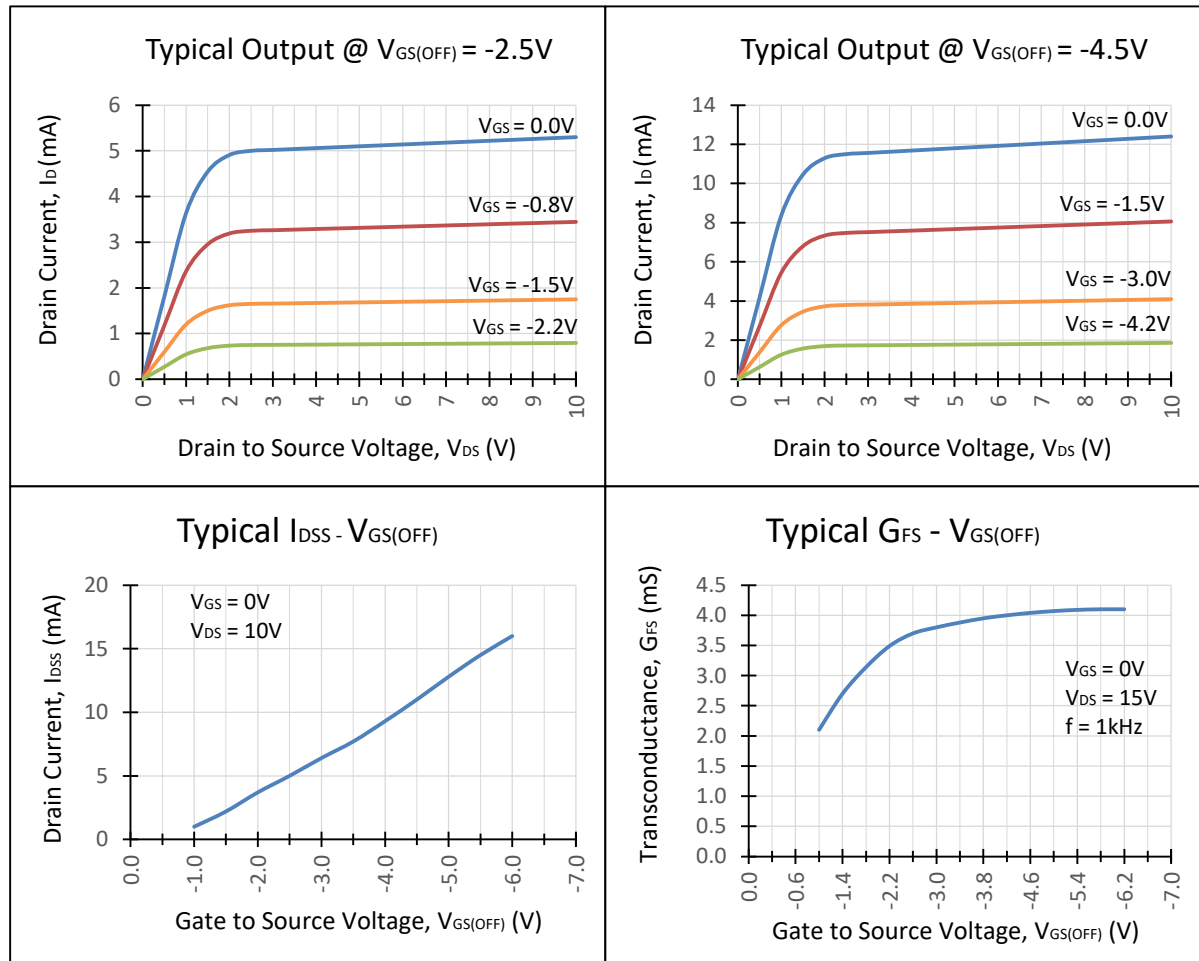 Typical Output @ VGS(OFF) = -2.5V
Drain Current, ID (mA)
6
5
4
3
2
1
0
VGS = 0.0V
VGS = -0.8V
VGS = -1.5V
VGS = -2.2V
0 1 2 3 4 5 6 7 8 9 10
Drain to Source Voltage, VDS (V)
Typical Output @ VGS(OFF) = -4.5V
Drain Current, ID (mA)
14
12
10
8
6
4
2
0
VGS = 0.0V
VGS = -1.5V
VGS = -3.0V
VGS = -4.2V
0 1 2 3 4 5 6 7 8 9 10
Drain to Source Voltage, VDS (V)
Typical IDSS - VGS(OFF)
Drain Current, IDSS (mA)
20
15
10
5
0
VGS = 0V
VDS = 10V
0.0 -1.0 -2.0 -3.0 -4.0 -5.0 -6.0 -7.0
Gate to Source Voltage, VGS(OFF) (V)
Typical GFS - VGS(OFF)
Transconductance, GFS (mS)
4.5
4.0
3.5
3.0
2.5
2.0
1.5
1.0
0.5
0.0
VGS = 0V
VDS = 15V
f = 1kHz
0.0 -0.6 -1.4 -2.2 -3.0 -3.8 -4.6 -5.4 -6.2 -7.0
Gate to Source Voltage, VGS(OFF) (V)